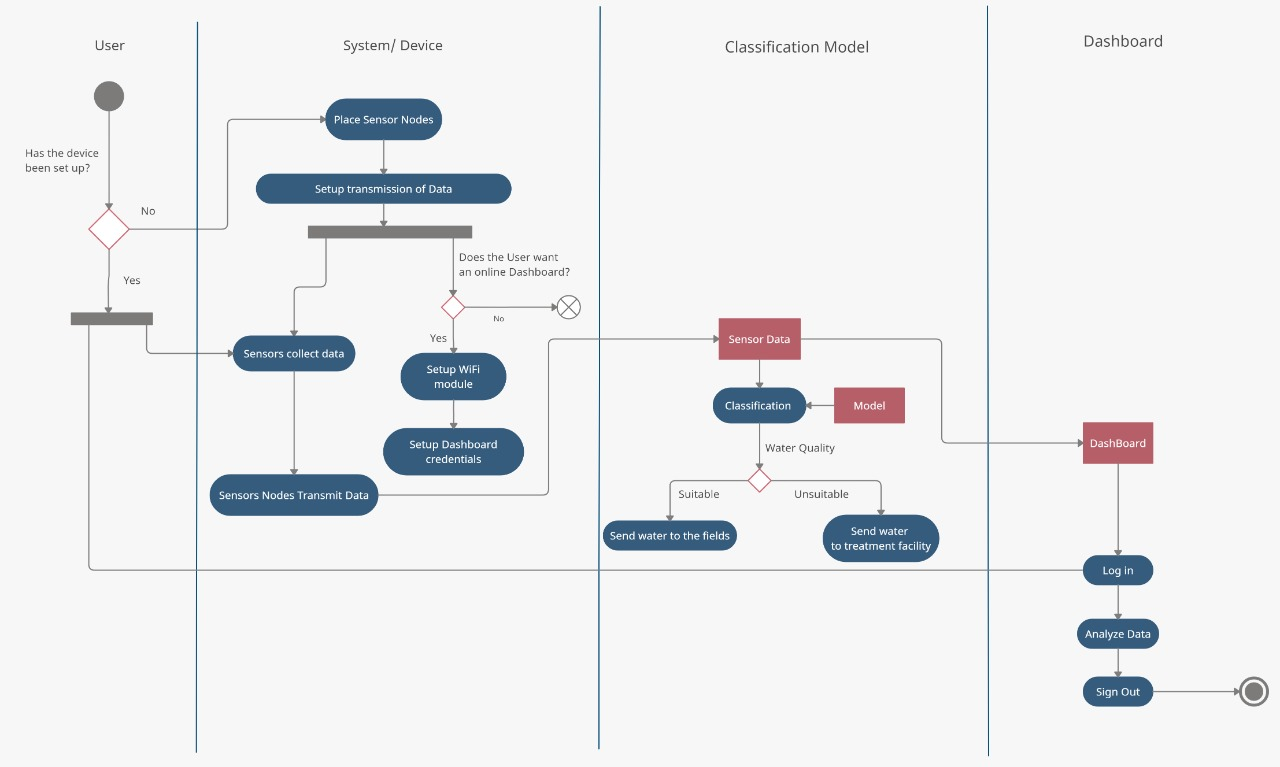 User
System/ Device
Classification Model
Dashboard
Has the device
been set up?
No
Yes
Place Sensor Nodes
Setup transmission of Data
Does the User want
an online Dashboard?
No
Yes
Sensors collect data
Setup WiFi
module
Setup Dashboard
credentials
Sensors Nodes Transmit Data
Sensor Data
Classification
Model
Water Quality
Suitable
Unsuitable
Send water to the fields
Send water
to treatment facility
DashBoard
Log in
Analyze Data
Sign Out